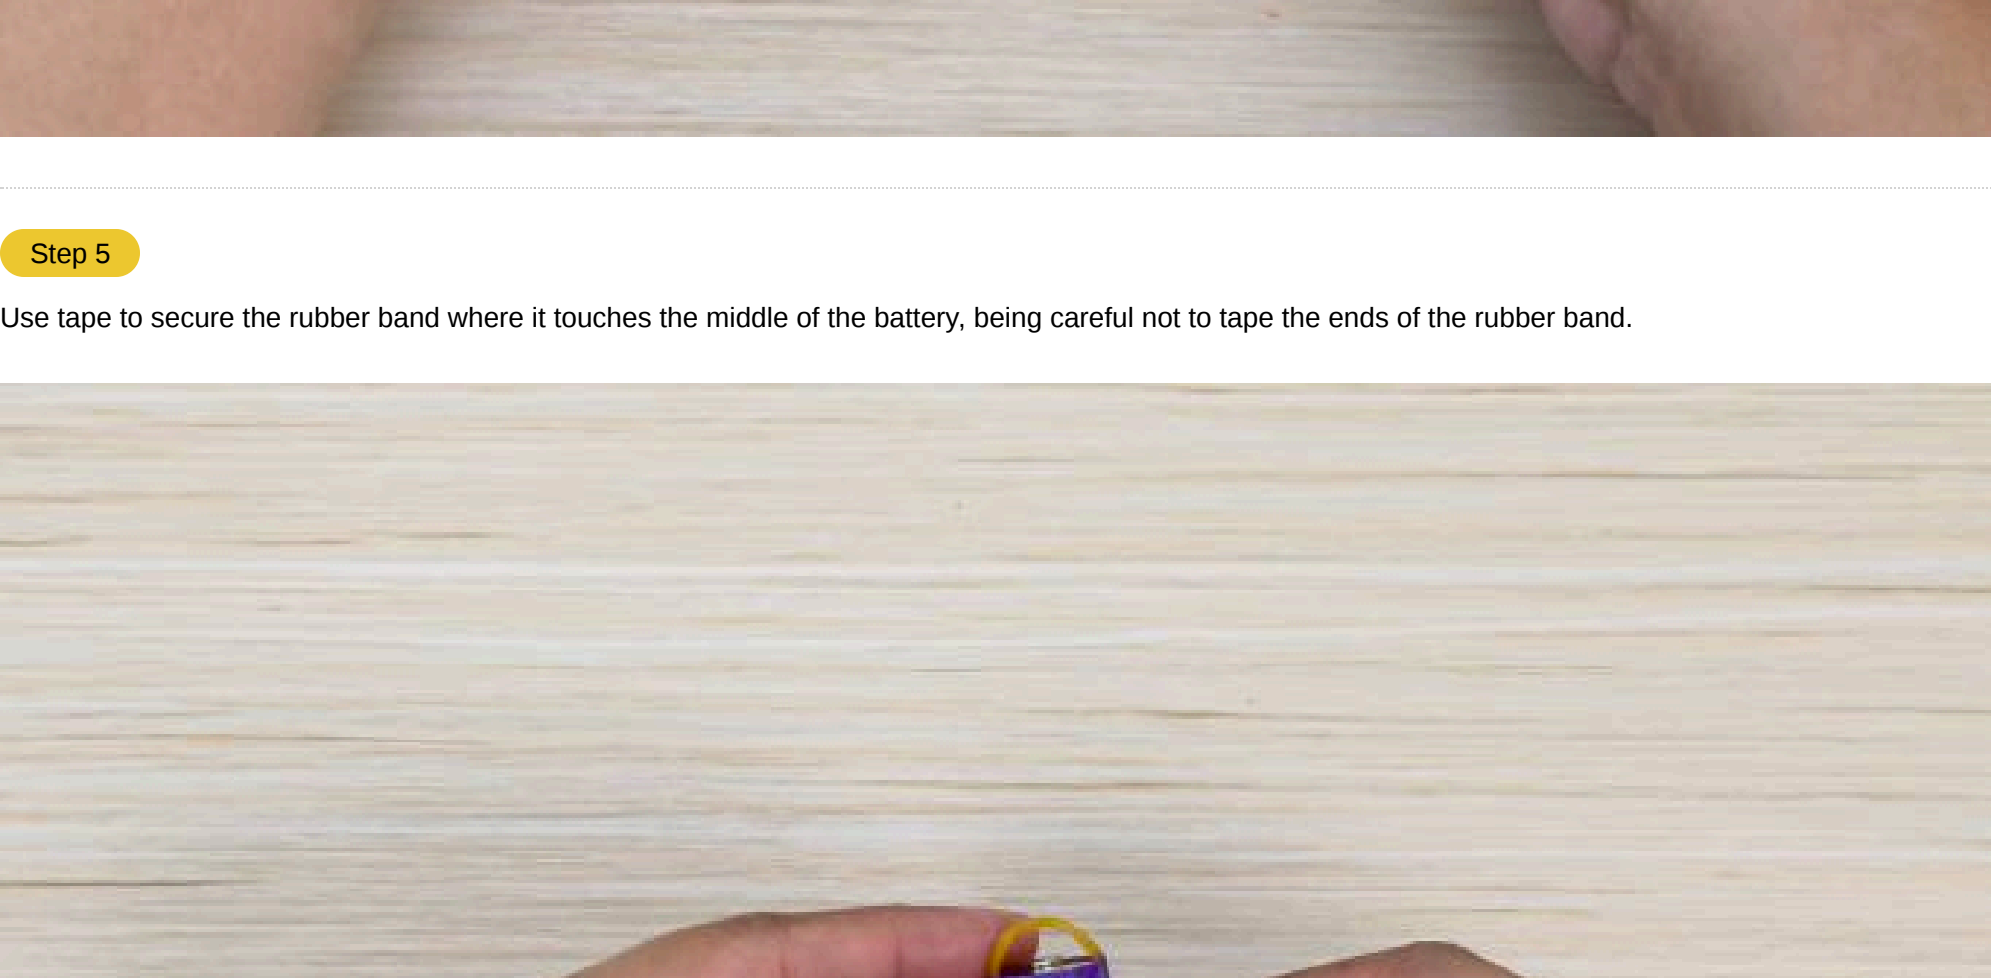 Step 5
Use tape to secure the rubber band where it touches the middle of the battery, being careful not to tape the ends of the rubber band.